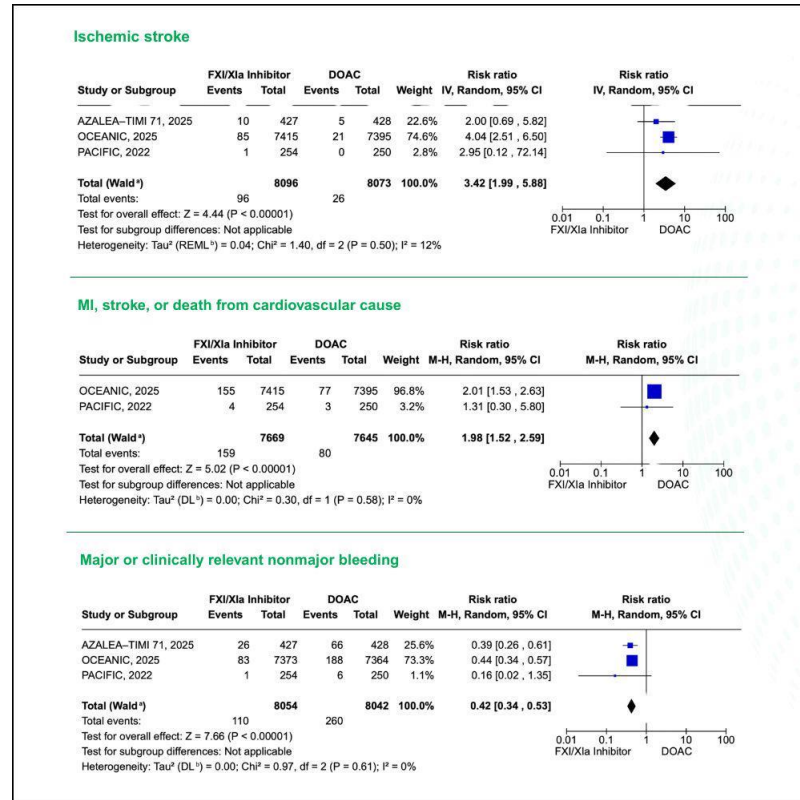 Ischemic stroke
FXI/XIa Inhibitor DOAC Risk ratio Risk ratio
Study or Subgroup Events Total Events Total Weight IV, Random, 95% CI IV, Random, 95% CI
AZALEA–TIMI 71, 2025 10 427 5 428 22.6% 2.00 [0.69 , 5.82]
OCEANIC, 2025 85 7415 21 7395 74.6% 4.04 [2.51 , 6.50]
PACIFIC, 2022 1 254 0 250 2.8% 2.95 [0.12 , 72.14]
Total (Waldᵃ) 8096 8073 100.0% 3.42 [1.99 , 5.88]
Total events: 96 26
Test for overall effect: Z = 4.44 (P < 0.00001)
Test for subgroup differences: Not applicable
Heterogeneity: Tau² (REMLᵇ) = 0.04; Chi² = 1.40, df = 2 (P = 0.50); I² = 12%
0.01 0.1 1 10 100
FXI/XIa Inhibitor DOAC
MI, stroke, or death from cardiovascular cause
FXI/XIa Inhibitor DOAC Risk ratio Risk ratio
Study or Subgroup Events Total Events Total Weight M-H, Random, 95% CI M-H, Random, 95% CI
OCEANIC, 2025 155 7415 77 7395 96.8% 2.01 [1.53 , 2.63]
PACIFIC, 2022 4 254 3 250 3.2% 1.31 [0.30 , 5.80]
Total (Waldᵃ) 7669 7645 100.0% 1.98 [1.52 , 2.59]
Total events: 159 80
Test for overall effect: Z = 5.02 (P < 0.00001)
Test for subgroup differences: Not applicable
Heterogeneity: Tau² (DLᵇ) = 0.00; Chi² = 0.30, df = 1 (P = 0.58); I² = 0%
0.01 0.1 1 10 100
FXI/XIa Inhibitor DOAC
Major or clinically relevant nonmajor bleeding
FXI/XIa Inhibitor DOAC Risk ratio Risk ratio
Study or Subgroup Events Total Events Total Weight M-H, Random, 95% CI M-H, Random, 95% CI
AZALEA–TIMI 71, 2025 26 427 66 428 25.6% 0.39 [0.26 , 0.61]
OCEANIC, 2025 83 7373 188 7364 73.3% 0.44 [0.34 , 0.57]
PACIFIC, 2022 1 254 6 250 1.1% 0.16 [0.02 , 1.35]
Total (Waldᵃ) 8054 8042 100.0% 0.42 [0.34 , 0.53]
Total events: 110 260
Test for overall effect: Z = 7.66 (P < 0.00001)
Test for subgroup differences: Not applicable
Heterogeneity: Tau² (DLᵇ) = 0.00; Chi² = 0.97, df = 2 (P = 0.61); I² = 0%
0.01 0.1 1 10 100
FXI/XIa Inhibitor DOAC